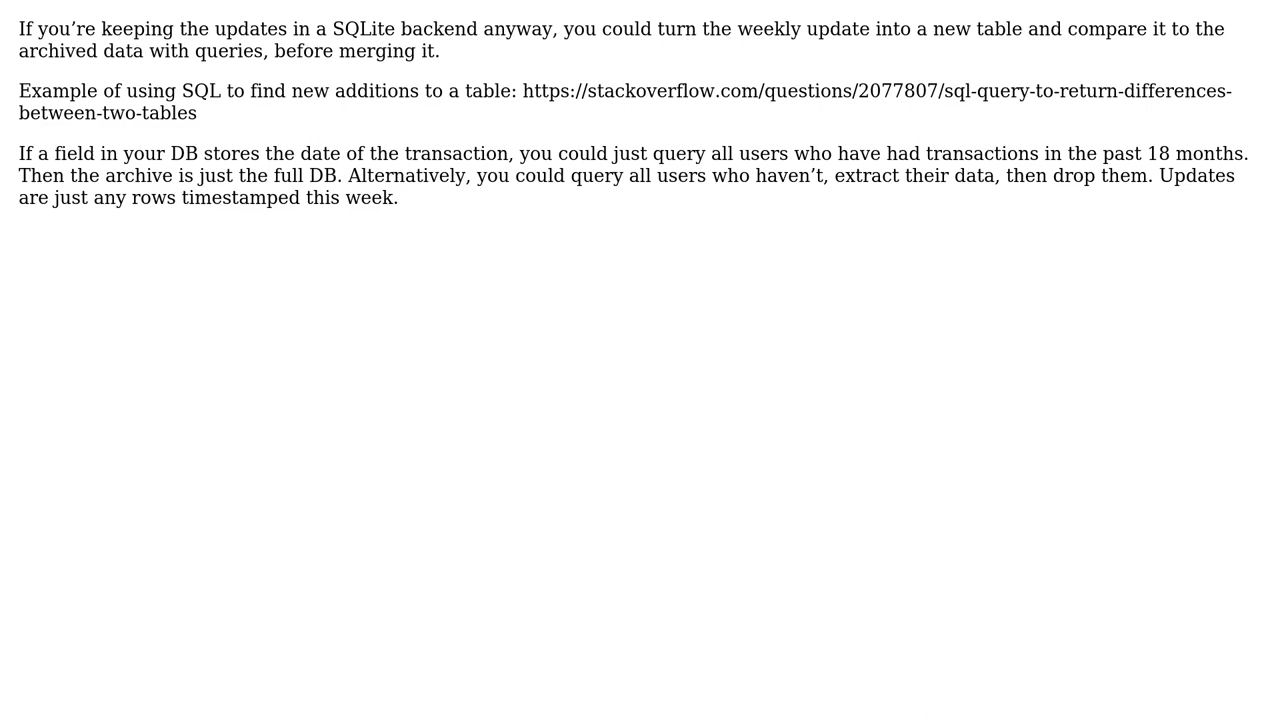 If you’re keeping the updates in a SQLite backend anyway, you could turn the weekly update into a new table and compare it to the
archived data with queries, before merging it.
Example of using SQL to find new additions to a table: https://stackoverflow.com/questions/2077807/sql-query-to-return-differences-
between-two-tables
If a field in your DB stores the date of the transaction, you could just query all users who have had transactions in the past 18 months.
Then the archive is just the full DB. Alternatively, you could query all users who haven’t, extract their data, then drop them. Updates
are just any rows timestamped this week.